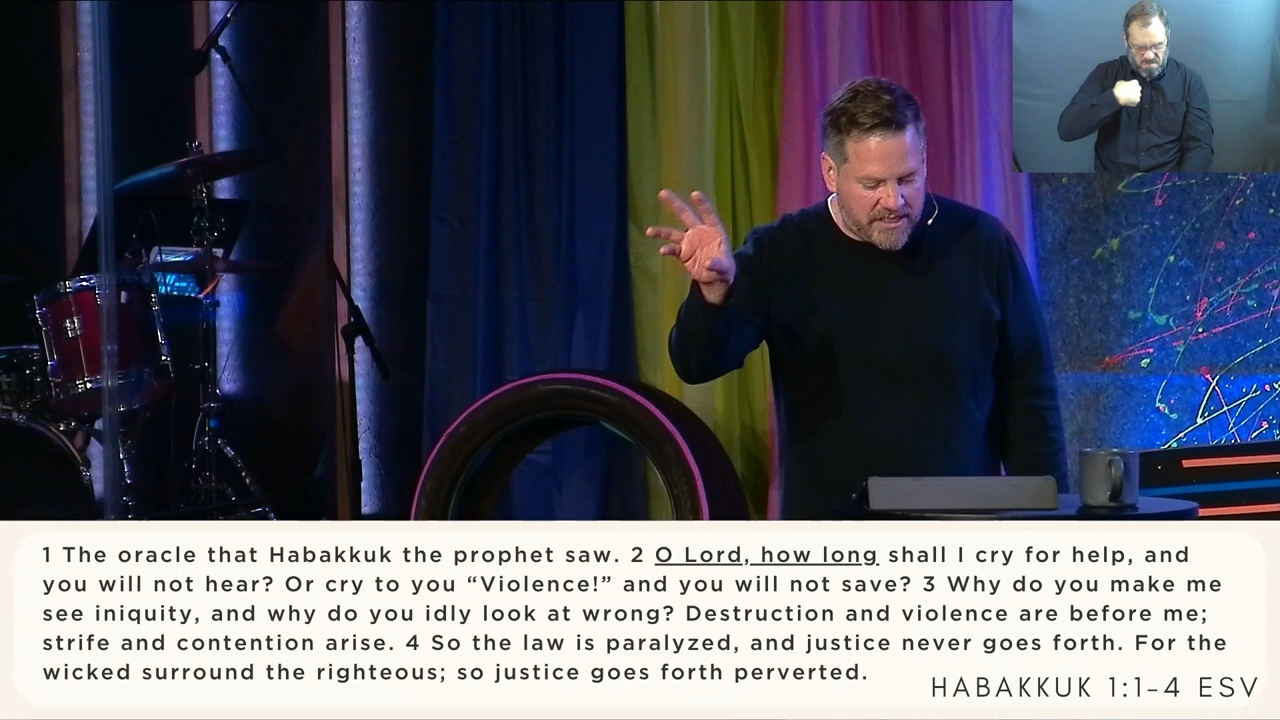 1 The oracle that Habakkuk the prophet saw. 2 O Lord, how long shall I cry for help, and
you will not hear? Or cry to you “Violence!” and you will not save? 3 Why do you make me
see iniquity, and why do you idly look at wrong? Destruction and violence are before me;
strife and contention arise. 4 So the law is paralyzed, and justice never goes forth. For the
wicked surround the righteous; so justice goes forth perverted.
HABAKKUK 1:1–4 ESV